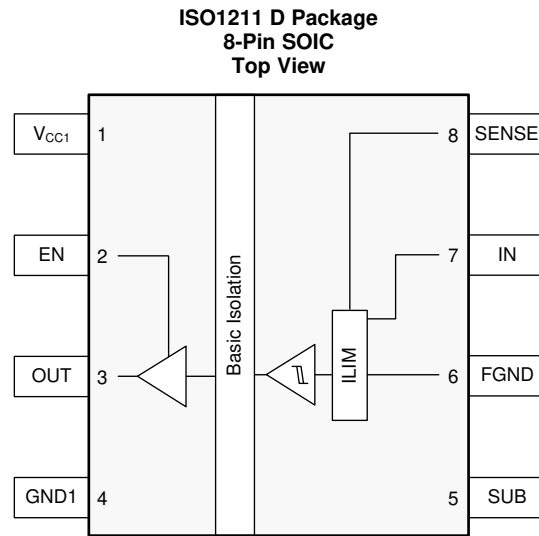 ISO1211 D Package
8-Pin SOIC
Top View
VCC1 1
8 SENSE
EN 2
7 IN
Basic Isolation
ILIM
OUT 3
6 FGND
GND1 4
5 SUB